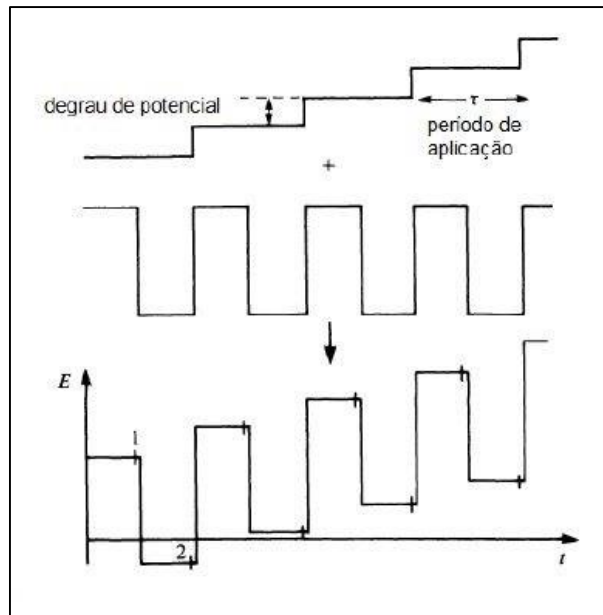 degrau de potencial
τ
período de
aplicação
+
E
1
2
t